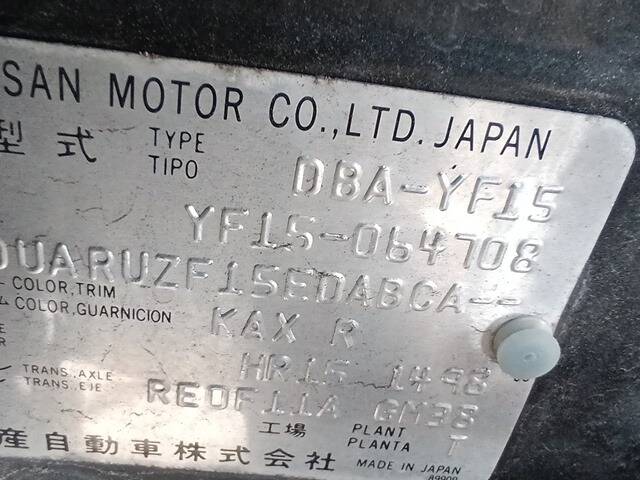 SAN MOTOR CO.,LTD. JAPAN
型式 TYPE TIPO DBA-YF15
YF15-064708
DUARUZF15EDABCA--
COLOR,TRIM
COLOR,GUARNICION KAX R
HR15 1498
TRANS.,AXLE
TRANS.,EJE RE0F11A GM38
工場 PLANT PLANTA T
産自動車株式会社 MADE IN JAPAN